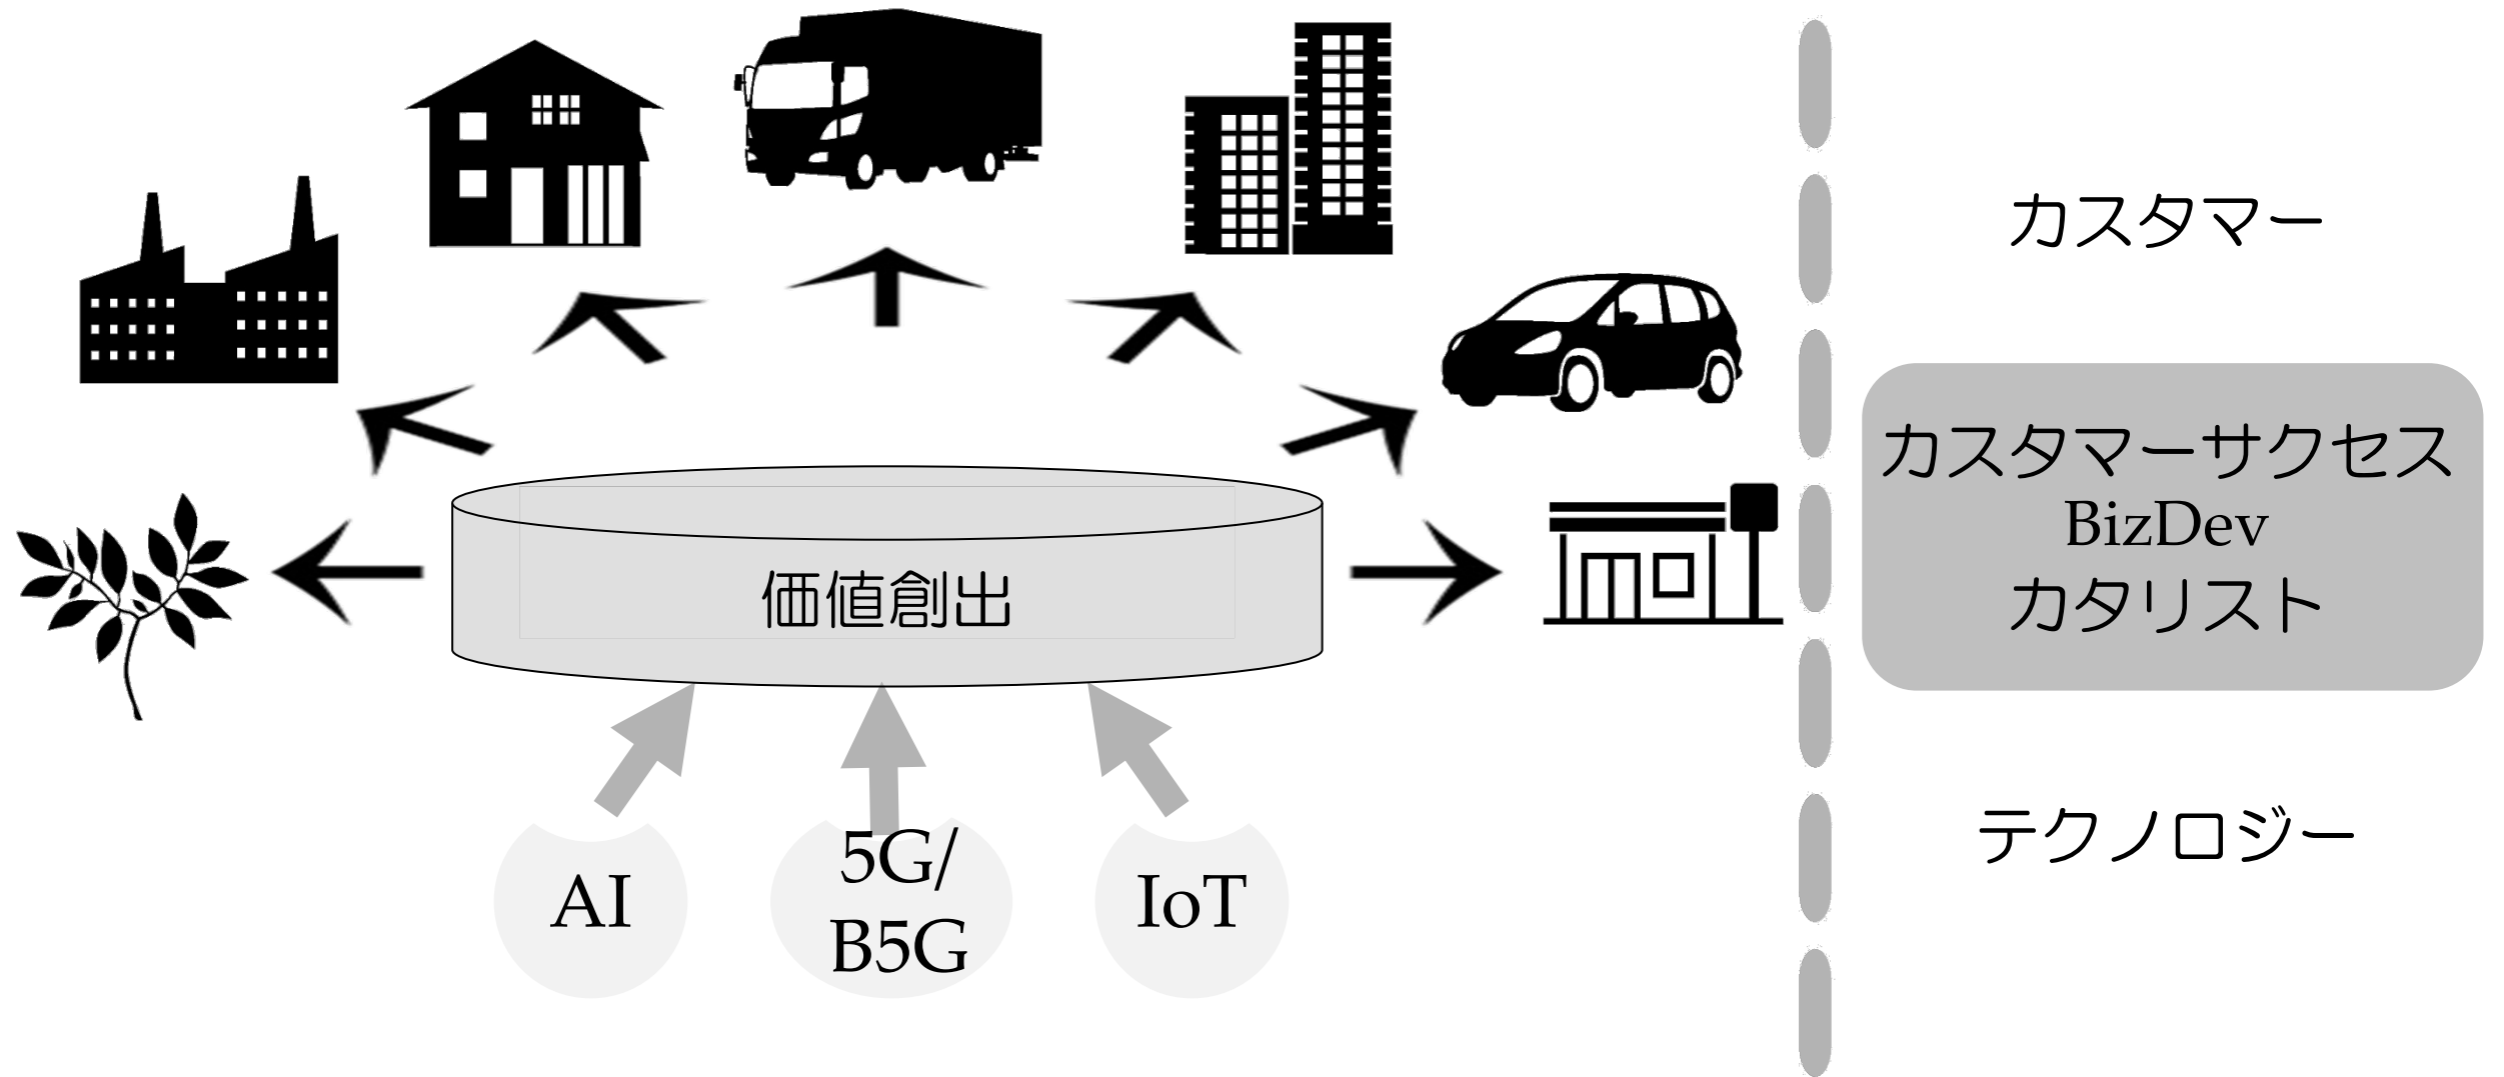 カスタマー
カスタマーサクセス
BizDev
カタリスト
価値創出
テクノロジー
5G/
B5G
AI
IoT